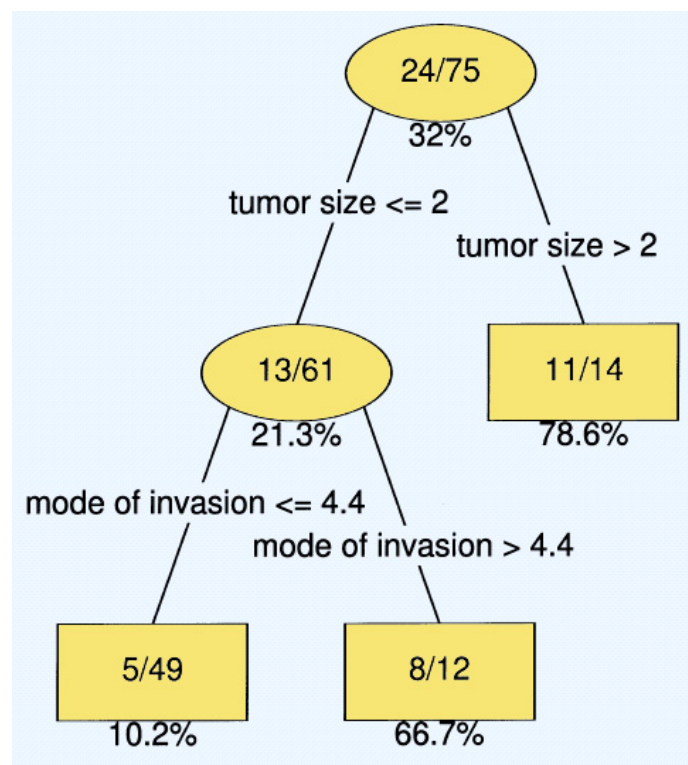 24/75
32%
tumor size <= 2
tumor size > 2
13/61
21.3%
11/14
78.6%
mode of invasion <= 4.4
mode of invasion > 4.4
5/49
10.2%
8/12
66.7%